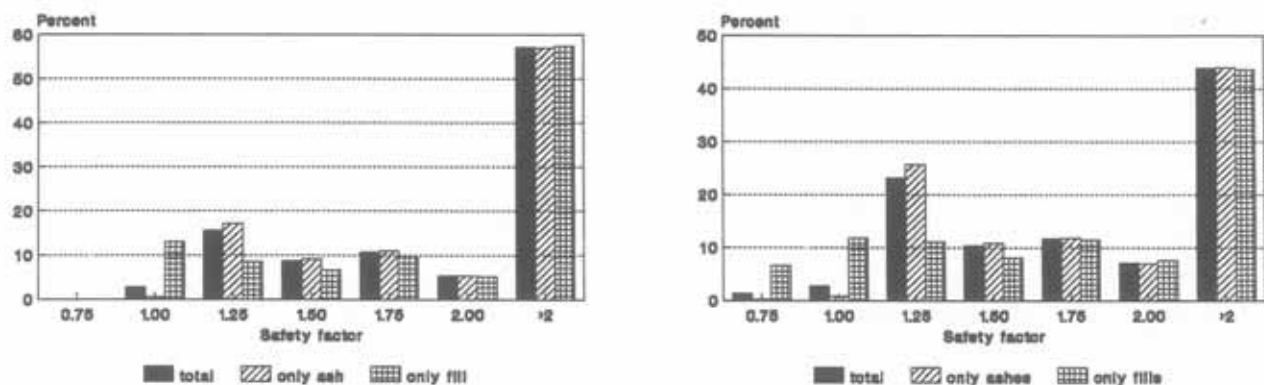 Percent
60
50
40
30
20
10
0
0.75 1.00 1.25 1.50 1.75 2.00 >2
Safety factor
total only ash only fill
Percent
50
40
30
20
10
0
0.75 1.00 1.25 1.50 1.75 2.00 >2
Safety factor
total only ashes only fills